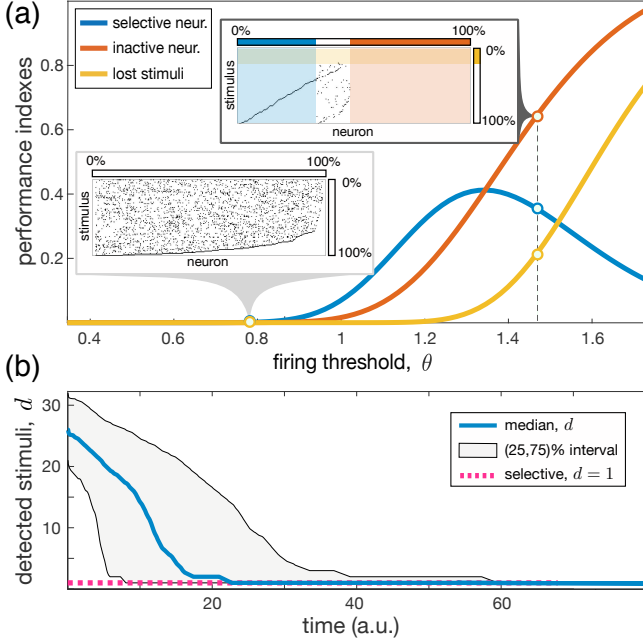 (a)
selective neur.
inactive neur.
lost stimuli
0% 100%
0%
stimulus
100%
neuron
0% 100%
0%
stimulus
100%
neuron
performance indexes
0.8
0.6
0.4
0.2
0.4 0.6 0.8 1 1.2 1.4 1.6
firing threshold, θ
(b)
detected stimuli, d
30
20
10
median, d
(25,75)% interval
selective, d = 1
20 40 60
time (a.u.)